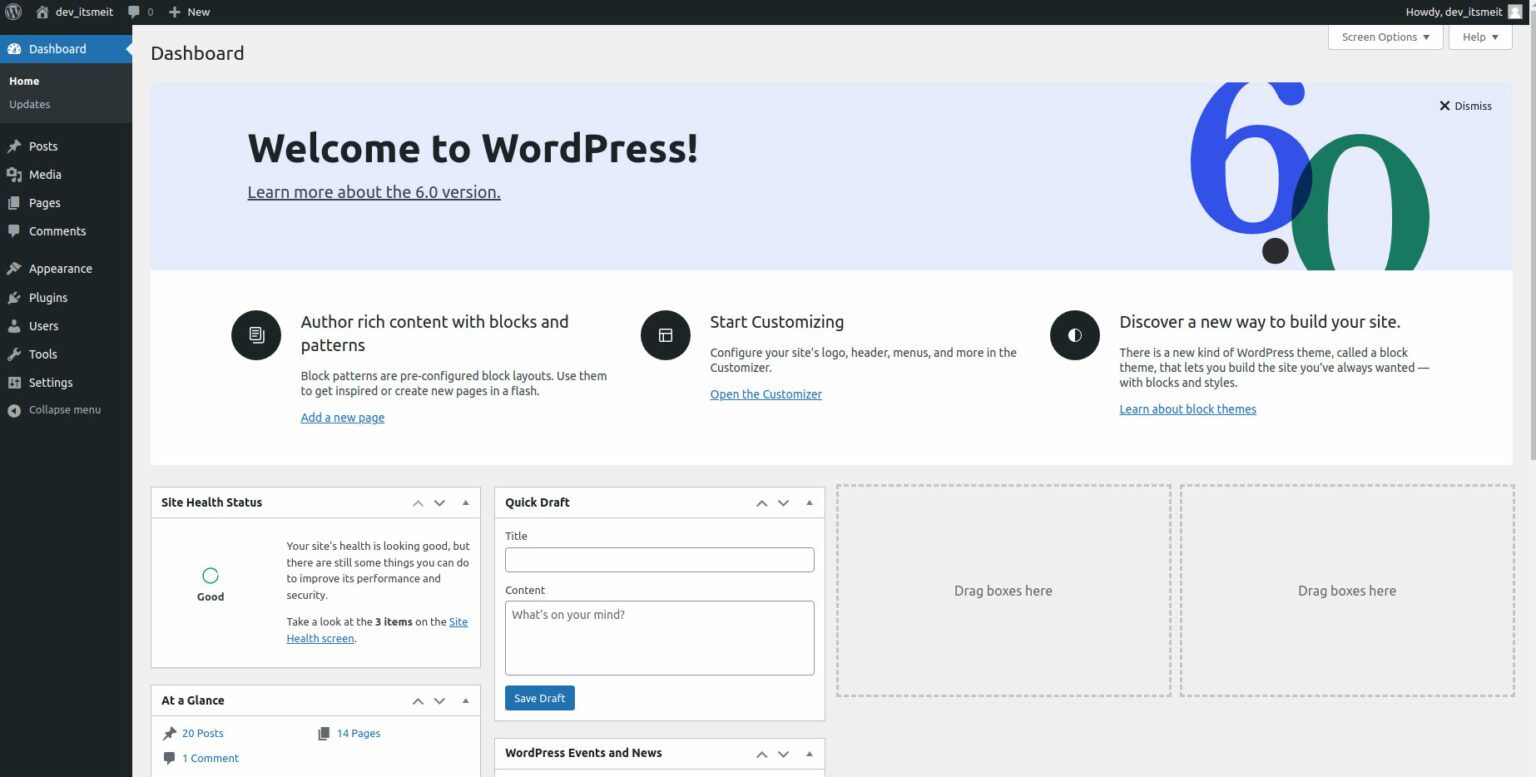 dev_itsmeit
0
New
Howdy, dev_itsmeit
Dashboard
Home
Updates
Posts
Media
Pages
Comments
Appearance
Plugins
Users
Tools
Settings
Collapse menu
Dashboard
Screen Options
Help
Welcome to WordPress!
Learn more about the 6.0 version.
6.0
Dismiss
Author rich content with blocks and
patterns
Block patterns are pre-configured block layouts. Use them
to get inspired or create new pages in a flash.
Add a new page
Start Customizing
Configure your site’s logo, header, menus, and more in the
Customizer.
Open the Customizer
Discover a new way to build your site.
There is a new kind of WordPress theme, called a block
theme, that lets you build the site you’ve always wanted —
with blocks and styles.
Learn about block themes
Site Health Status
Good
Your site’s health is looking good, but
there are still some things you can do
to improve its performance and
security.
Take a look at the 3 items on the Site
Health screen.
At a Glance
20 Posts
14 Pages
1 Comment
Quick Draft
Title
Content
What’s on your mind?
Save Draft
WordPress Events and News
Drag boxes here
Drag boxes here